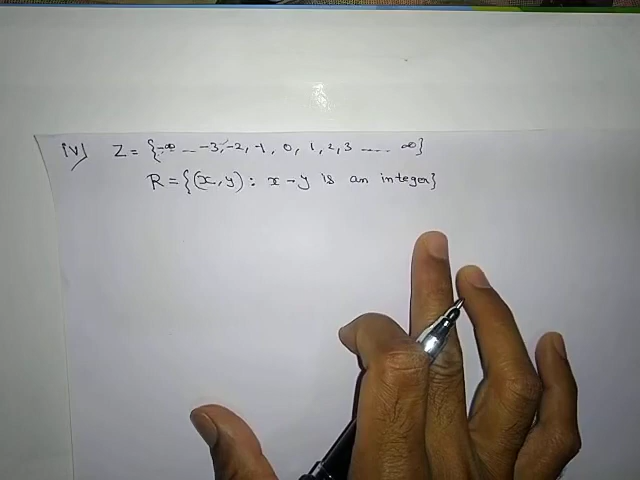 iv) Z = {-∞ ... -3, -2, -1, 0, 1, 2, 3 .... ∞}
R = {(x, y) : x - y is an integer}